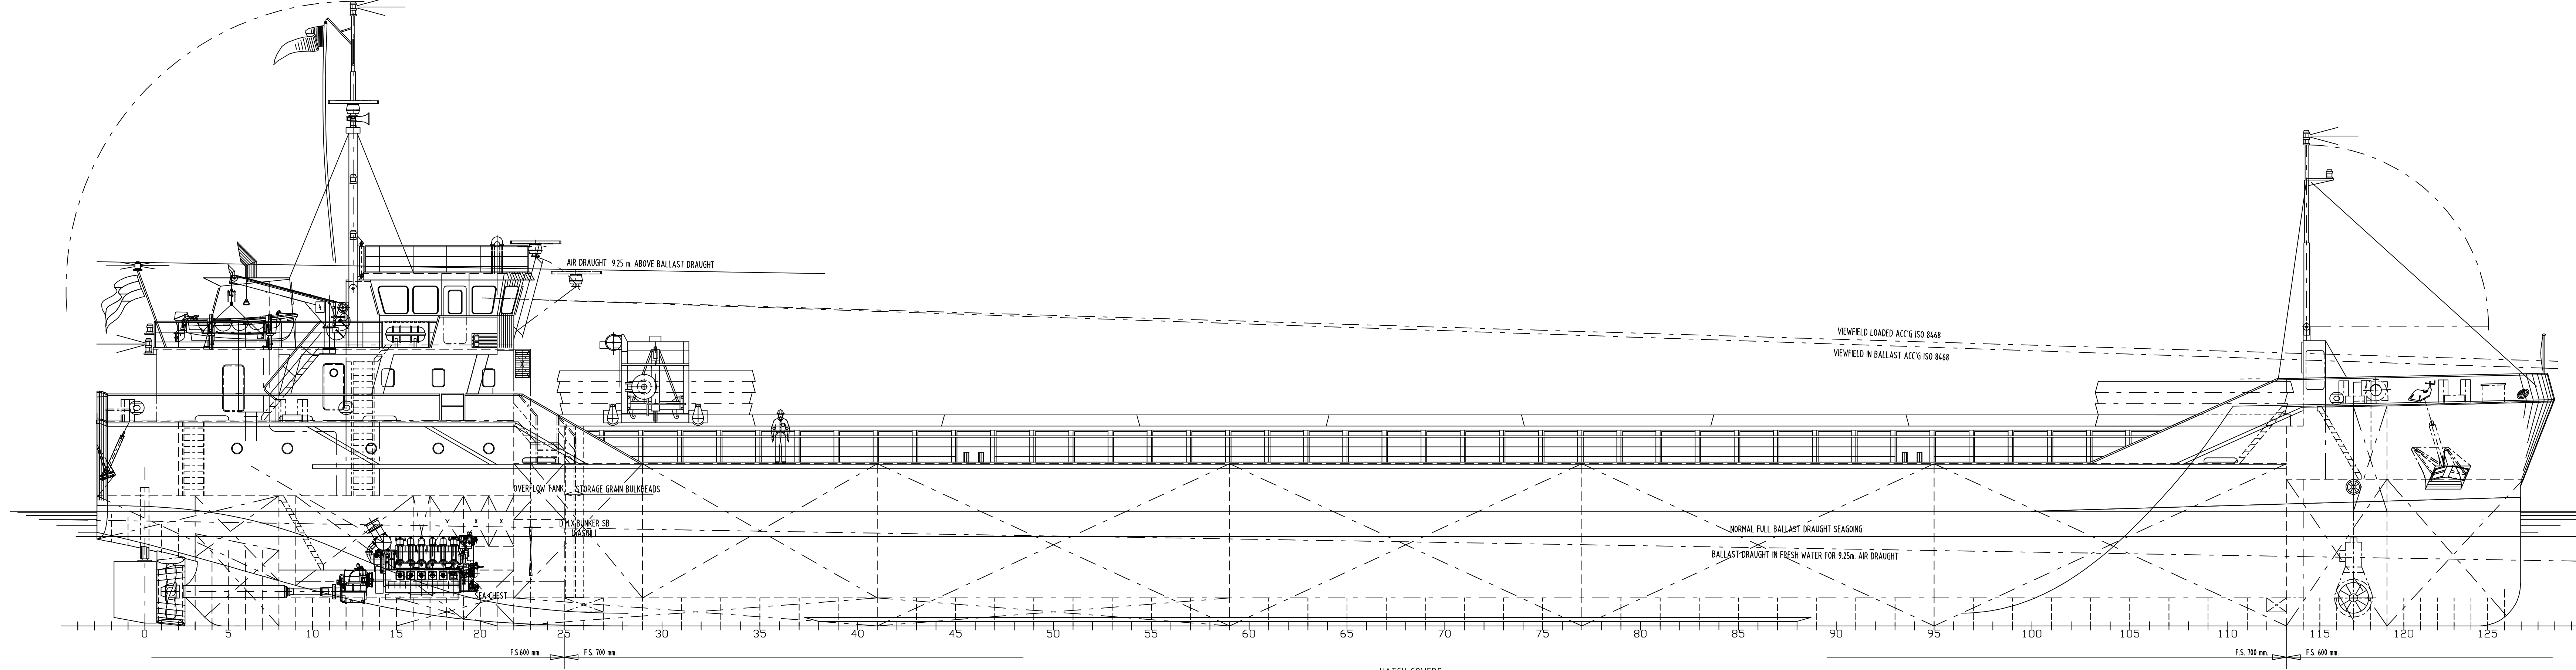 AIR DRAUGHT 9.25 m. ABOVE BALLAST DRAUGHT
VIEWFIELD LOADED ACC'G ISO 8468
VIEWFIELD IN BALLAST ACC'G ISO 8468
OVERFLOW TANK
STORAGE GRAIN BULKHEADS
BUNKER SB
NORMAL FULL BALLAST DRAUGHT SEAGOING
BALLAST DRAUGHT IN FRESH WATER FOR 9.25m. AIR DRAUGHT
SEA CHEST
0 5 10 15 20 25 30 35 40 45 50 55 60 65 70 75 80 85 90 95 100 105 110 115 120 125
F.S.600 mm. F.S. 700 mm. F.S. 700 mm. F.S. 600 mm.
HATCH COVERS